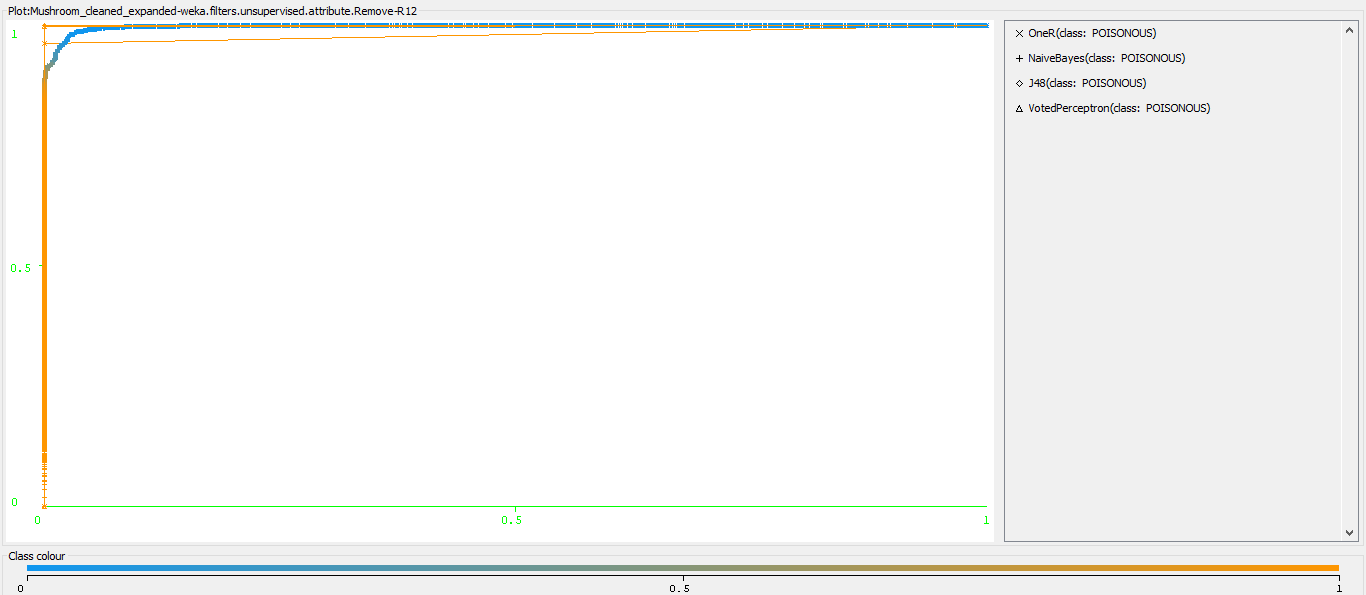 Plot:Mushroom_cleaned_expanded-weka.filters.unsupervised.attribute.Remove-R12
1
0.5
0
0 0.5 1
OneR(class: POISONOUS)
NaiveBayes(class: POISONOUS)
J48(class: POISONOUS)
VotedPerceptron(class: POISONOUS)
Class colour
0 0.5 1